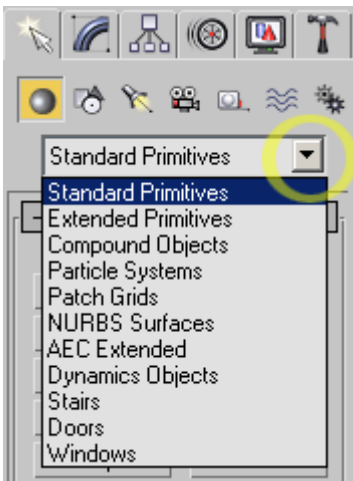 Standard Primitives
Standard Primitives
Extended Primitives
Compound Objects
Particle Systems
Patch Grids
NURBS Surfaces
AEC Extended
Dynamics Objects
Stairs
Doors
Windows